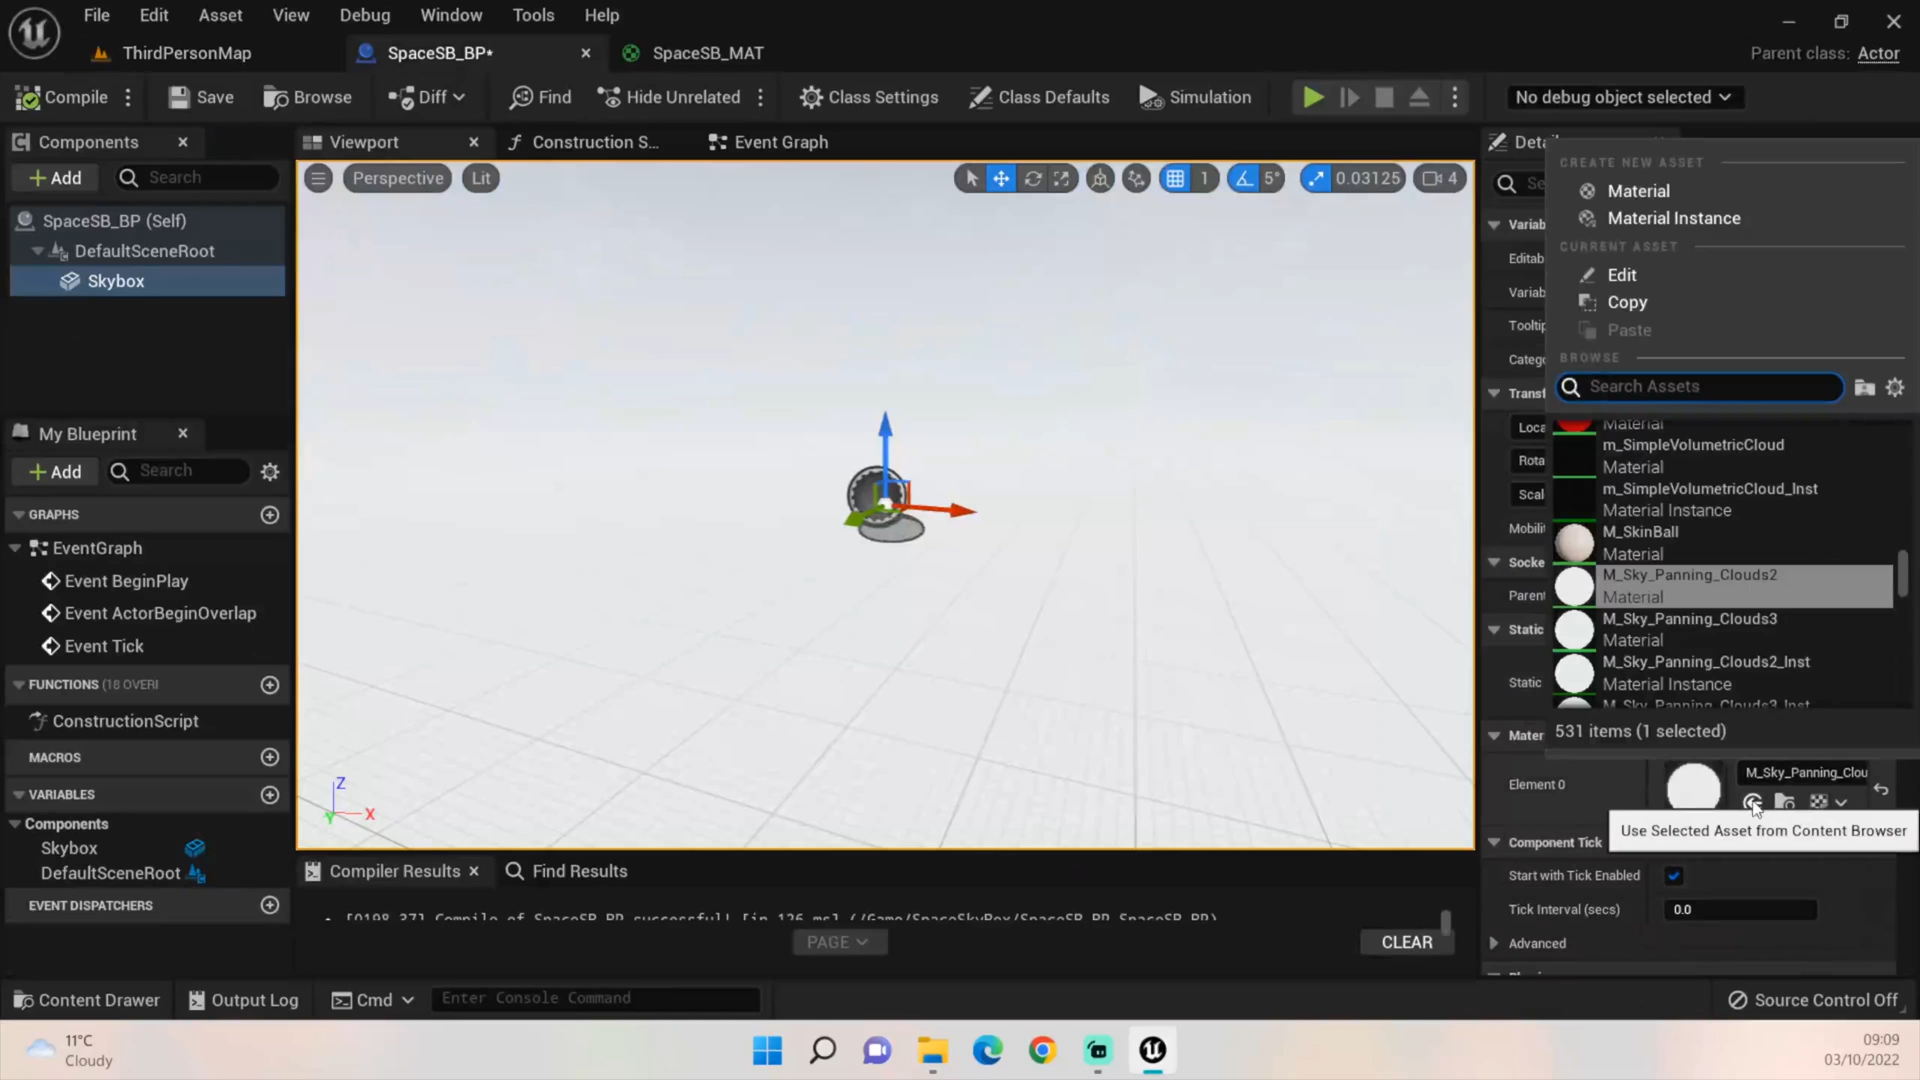 File Edit Asset View Debug Window Tools Help
ThirdPersonMap SpaceSB_BP* SpaceSB_MAT Parent class: Actor
Compile Save Browse Diff Find Hide Unrelated Class Settings Class Defaults Simulation No debug object selected
Components Viewport Construction S... Event Graph
+ Add Search Perspective Lit 1 5° 0.03125 4
SpaceSB_BP (Self)
DefaultSceneRoot
Skybox
My Blueprint
+ Add Search
GRAPHS
EventGraph
Event BeginPlay
Event ActorBeginOverlap
Event Tick
FUNCTIONS (18 OVERI
ConstructionScript
MACROS
VARIABLES
Components
Skybox
DefaultSceneRoot
EVENT DISPATCHERS
Z
X
Y
Compiler Results Find Results
[0198.37] Compile of SpaceSB_BP successful! [in 126 ms] (/Game/SpaceSkyBox/SpaceSB_BP.SpaceSB_BP)
PAGE CLEAR
Variab
Editab
Variab
Tooltip
Catego
Transf
Loca
Rota
Scal
Mobilit
Socke
Parent
Static
Static
Mater
CREATE NEW ASSET
Material
Material Instance
CURRENT ASSET
Edit
Copy
Paste
BROWSE
Search Assets
Material
m_SimpleVolumetricCloud
Material
m_SimpleVolumetricCloud_Inst
Material Instance
M_SkinBall
Material
M_Sky_Panning_Clouds2
Material
M_Sky_Panning_Clouds3
Material
M_Sky_Panning_Clouds2_Inst
Material Instance
M_Sky_Panning_Clouds3_Inst
531 items (1 selected)
Element 0 M_Sky_Panning_Clou
Use Selected Asset from Content Browser
Component Tick
Start with Tick Enabled
Tick Interval (secs) 0.0
Advanced
Content Drawer Output Log Cmd Enter Console Command Source Control Off
11°C
Cloudy
09:09
03/10/2022